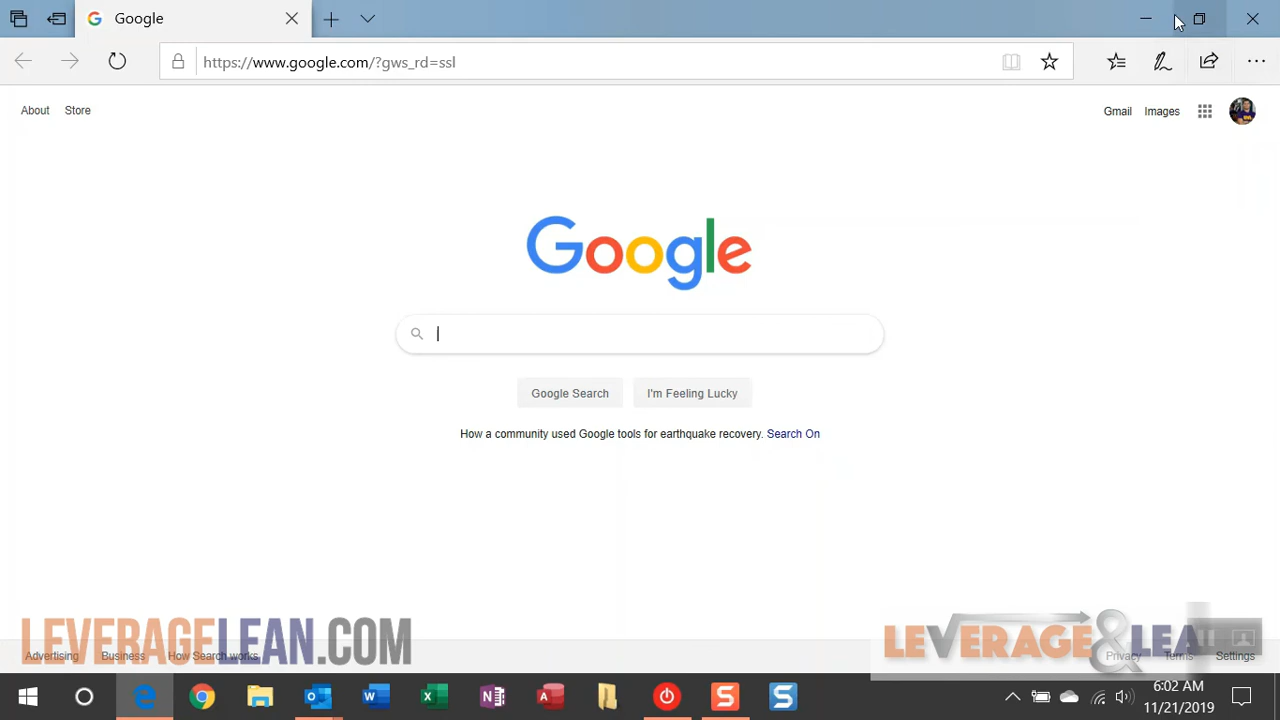 Google
https://www.google.com/?gws_rd=ssl
About Store
Gmail Images
Google
Google Search I'm Feeling Lucky
How a community used Google tools for earthquake recovery. Search On
LEVERAGELEAN.COM
LEVERAGE&LEA
Advertising Business How Search works
Privacy Terms Settings
6:02 AM
11/21/2019